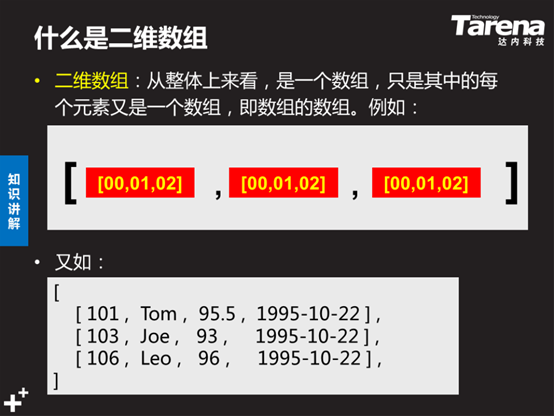 什么是二维数组
Technology
Tarena
达内科技
• 二维数组：从整体上来看，是一个数组，只是其中的每
个元素又是一个数组，即数组的数组。例如：
[ [00,01,02] , [00,01,02] , [00,01,02] ]
知识讲解
• 又如：
[
[ 101 , Tom , 95.5 , 1995-10-22 ] ,
[ 103 , Joe , 93 , 1995-10-22 ] ,
[ 106 , Leo , 96 , 1995-10-22 ] ,
]